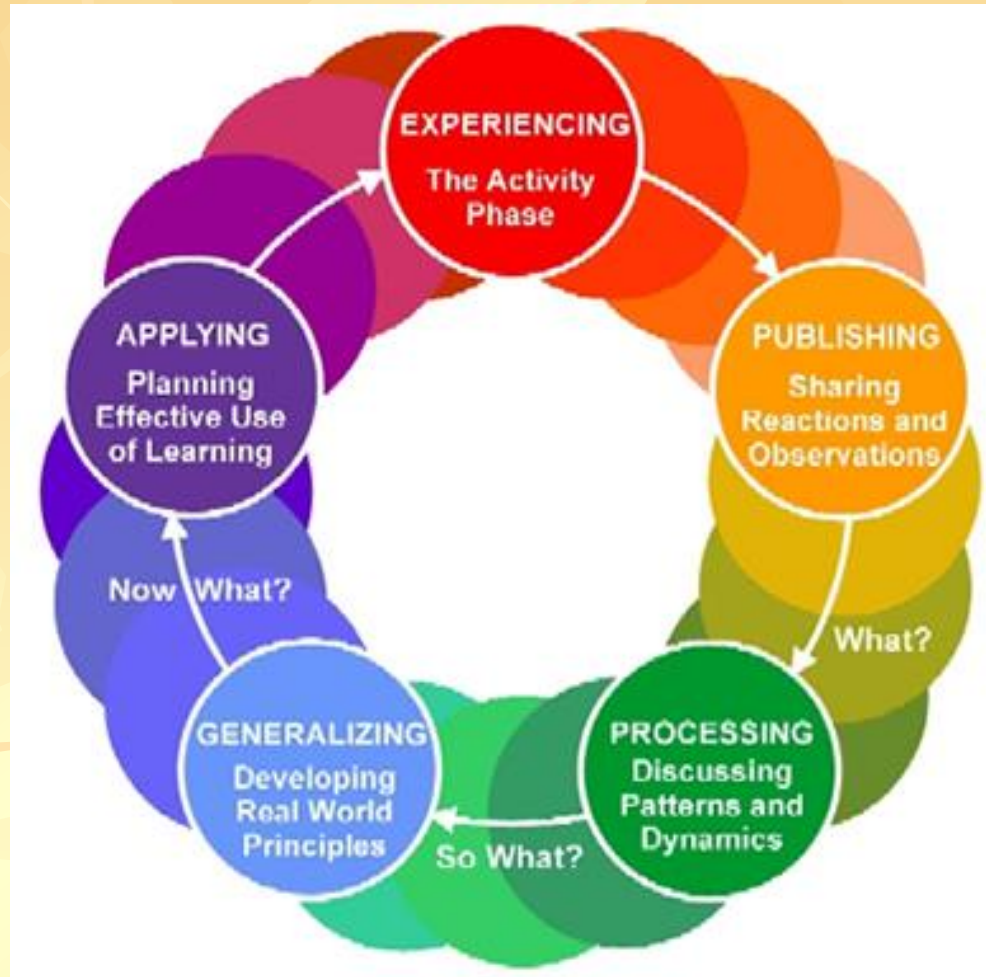 EXPERIENCING
The Activity
Phase
PUBLISHING
Sharing
Reactions and
Observations
What?
PROCESSING
Discussing
Patterns and
Dynamics
So What?
GENERALIZING
Developing
Real World
Principles
Now What?
APPLYING
Planning
Effective Use
of Learning